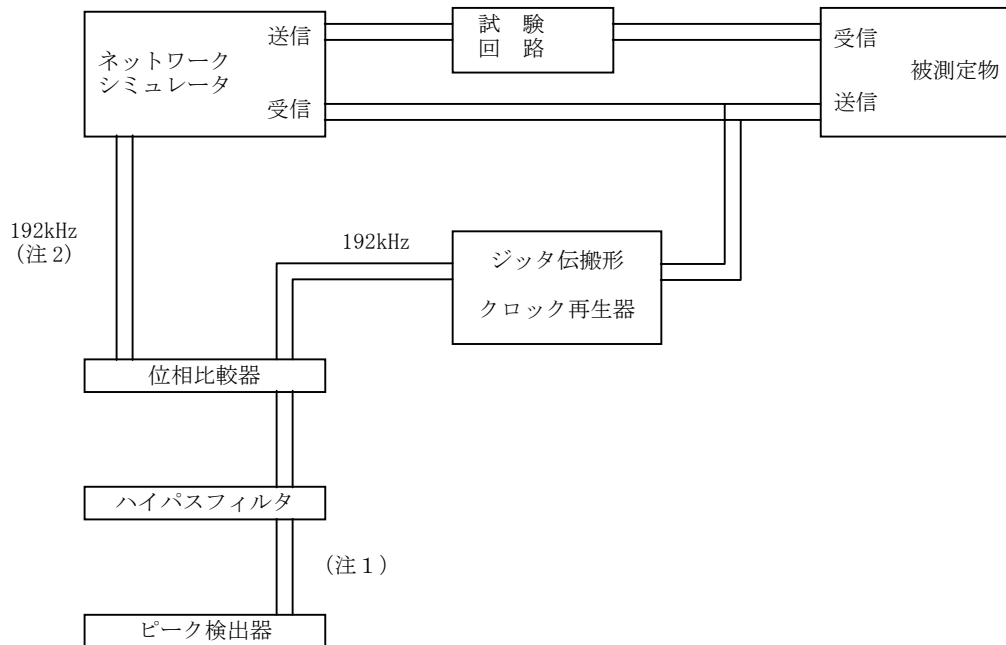 送信
試 験
回 路
受信
ネットワーク
シミュレータ
被測定物
受信
送信
192kHz
(注2)
192kHz
ジッタ伝搬形
クロック再生器
位相比較器
ハイパスフィルタ
(注1)
ピーク検出器